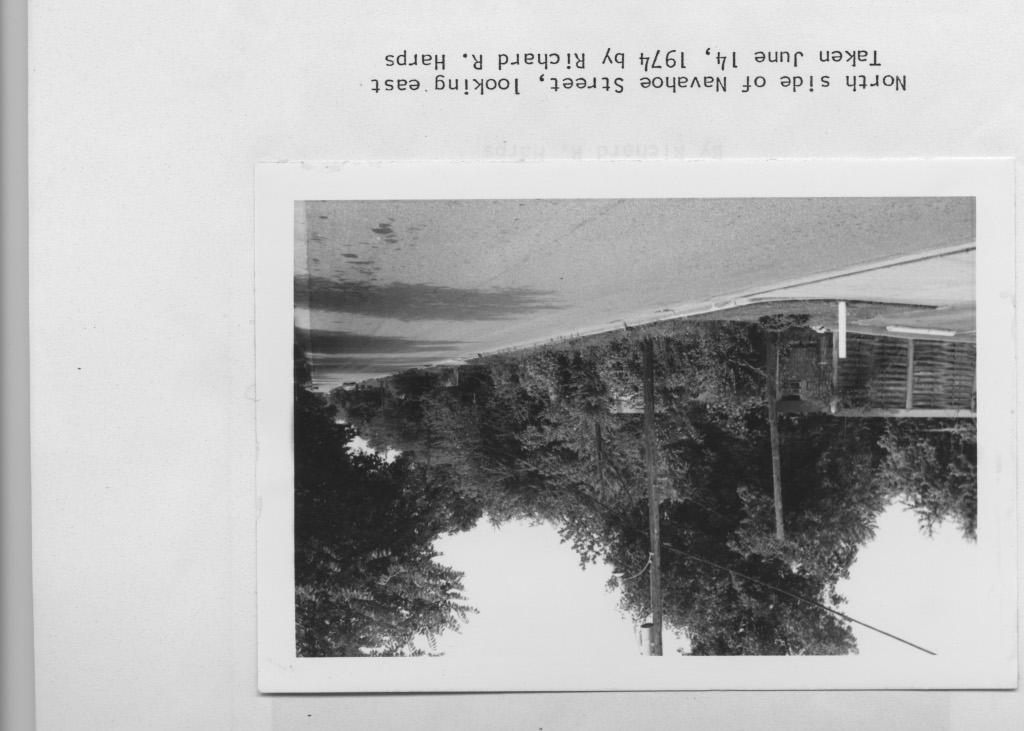 North side of Navahoe Street, looking east
Taken June 14, 1974 by Richard R. Harps
By Richard R. Harps